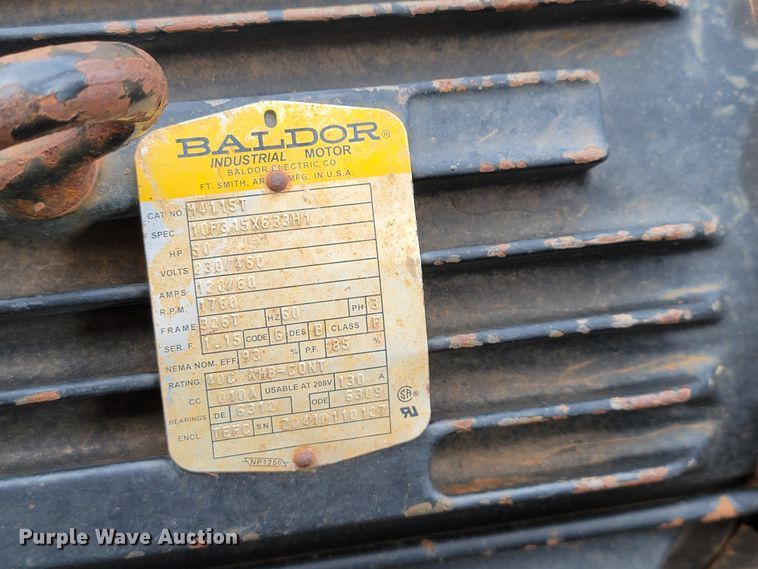 BALDOR®
INDUSTRIAL MOTOR
BALDOR ELECTRIC CO.
FT. SMITH, AR MFG. IN U.S.A.
CAT NO. M4115T
SPEC. 10F315X633H1
HP 50
VOLTS 230/460
AMPS 120/60
R.P.M. 1760
FRAME 326T HZ 60 PH 3
SER. F. 1.15 CODE G DES B CLASS F
NEMA NOM. EFF 93 % P.F. 85 %
RATING 40C AMB-CONT
CC 010A USABLE AT 208V 130 A
BEARINGS DE 6312 ODE 6309
ENCL. TEFC SN Z0410110127
NP1256
Purple Wave Auction